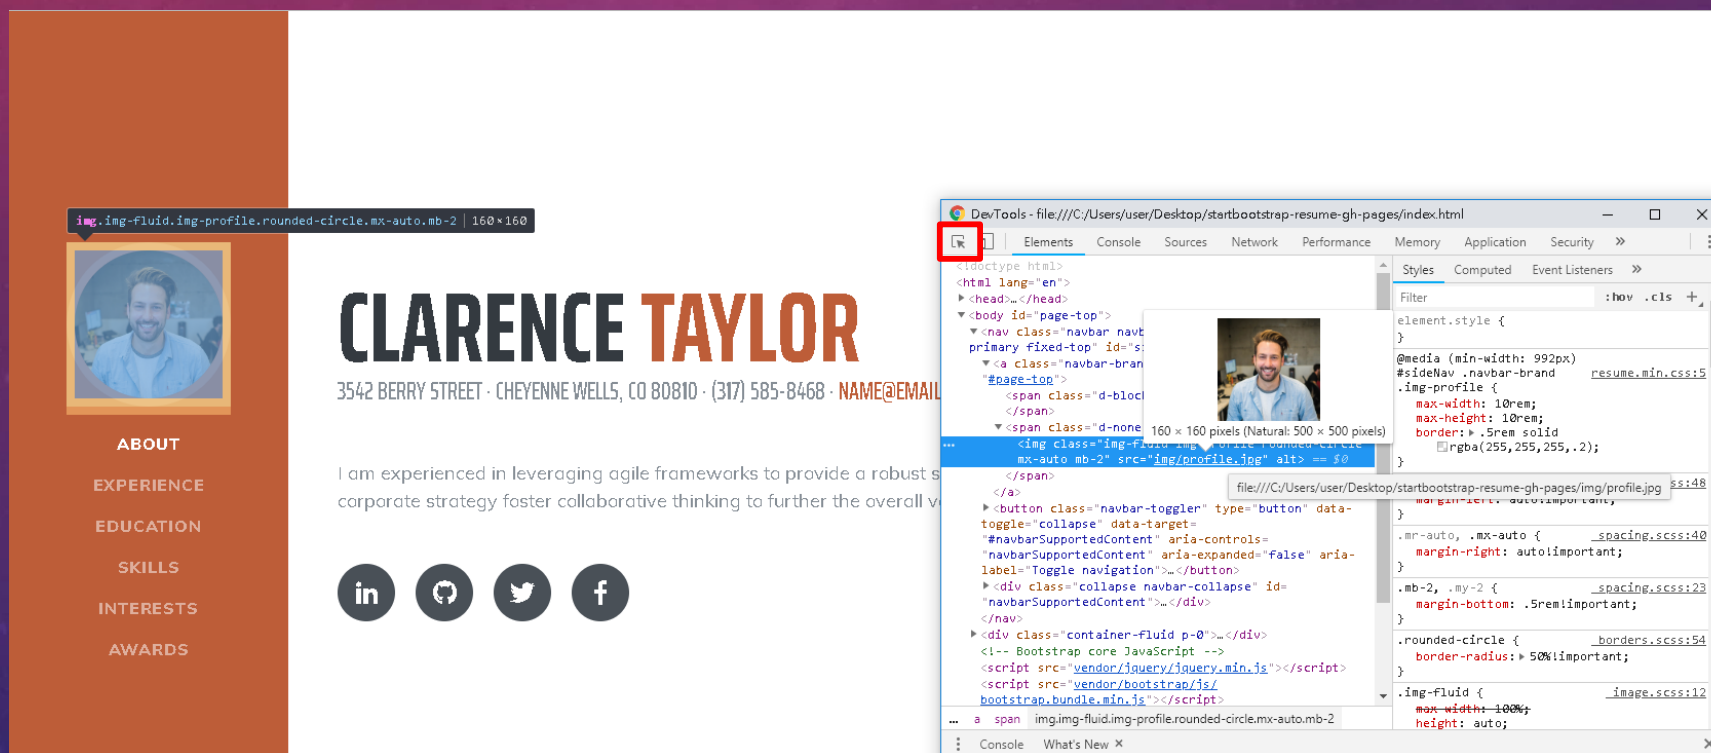 img.img-fluid.img-profile.rounded-circle.mx-auto.mb-2 | 160×160
ABOUT
EXPERIENCE
EDUCATION
SKILLS
INTERESTS
AWARDS
CLARENCE TAYLOR
3542 BERRY STREET · CHEYENNE WELLS, CO 80810 · (317) 585-8468 · NAME@EMAIL
I am experienced in leveraging agile frameworks to provide a robust s
corporate strategy foster collaborative thinking to further the overall v
in
DevTools - file:///C:/Users/user/Desktop/startbootstrap-resume-gh-pages/index.html
Elements Console Sources Network Performance Memory Application Security »
<!doctype html>
<html lang="en">
<head>…</head>
<body id="page-top">
<nav class="navbar navb
primary fixed-top" id="si
<a class="navbar-bran
"#page-top">
<span class="d-bloc
</span>
<span class="d-none
<img class="img-fluid img-profile rounded-circle
mx-auto mb-2" src="img/profile.jpg" alt> == $0
</span>
</a>
<button class="navbar-toggler" type="button" data-
toggle="collapse" data-target=
"#navbarSupportedContent" aria-controls=
"navbarSupportedContent" aria-expanded="false" aria-
label="Toggle navigation">…</button>
<div class="collapse navbar-collapse" id=
"navbarSupportedContent">…</div>
</nav>
<div class="container-fluid p-0">…</div>
<!-- Bootstrap core JavaScript -->
<script src="vendor/jquery/jquery.min.js"></script>
<script src="vendor/bootstrap/js/
bootstrap.bundle.min.js"></script>
160 × 160 pixels (Natural: 500 × 500 pixels)
file:///C:/Users/user/Desktop/startbootstrap-resume-gh-pages/img/profile.jpg
... a span img.img-fluid.img-profile.rounded-circle.mx-auto.mb-2
Console What's New ×
Styles Computed Event Listeners »
Filter :hov .cls +
element.style {
}
@media (min-width: 992px)
#sideNav .navbar-brand resume.min.css:5
.img-profile {
max-width: 10rem;
max-height: 10rem;
border: .5rem solid
rgba(255,255,255,.2);
}
ss:48
margin-left: auto!important;
}
.mr-auto, .mx-auto { _spacing.scss:40
margin-right: auto!important;
}
.mb-2, .my-2 { _spacing.scss:23
margin-bottom: .5rem!important;
}
.rounded-circle { _borders.scss:54
border-radius: 50%!important;
}
.img-fluid { _image.scss:12
max-width: 100%;
height: auto;